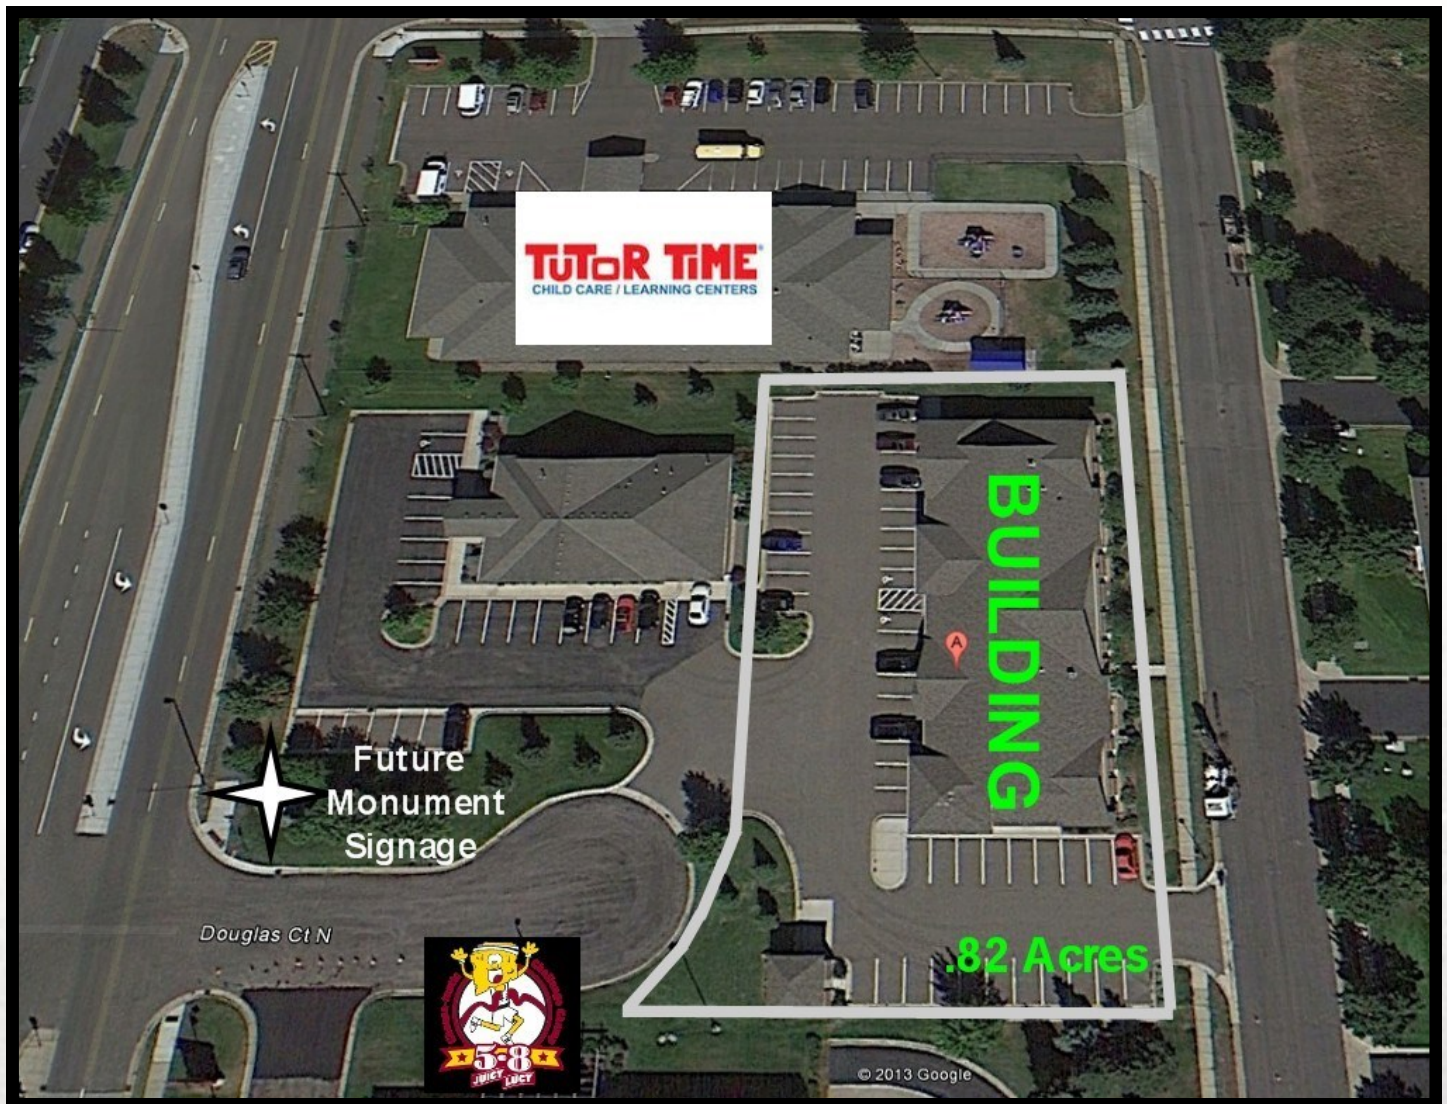 TUTOR TIME
CHILD CARE / LEARNING CENTERS
BUILDING
A
Future
Monument
Signage
Douglas Ct N
.82 Acres
5-8
JUICY LUCY
© 2013 Google